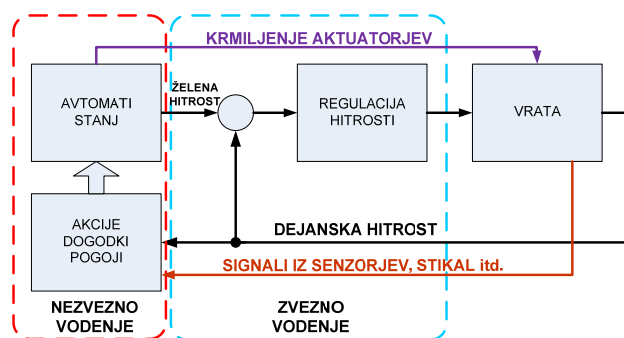 KRMILJENJE AKTUATORJEV
AVTOMATI
STANJ
ŽELENA
HITROST
REGULACIJA
HITROSTI
VRATA
AKCIJE
DOGODKI
POGOJI
DEJANSKA HITROST
SIGNALI IZ SENZORJEV, STIKAL itd.
NEZVEZNO
VODENJE
ZVEZNO
VODENJE